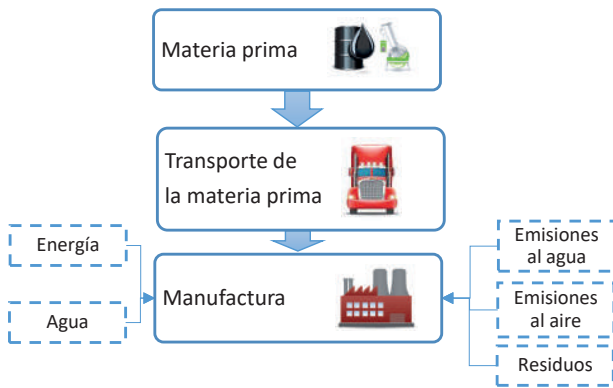 Materia prima
Transporte de
la materia prima
Energía
Agua
Manufactura
Emisiones
al agua
Emisiones
al aire
Residuos